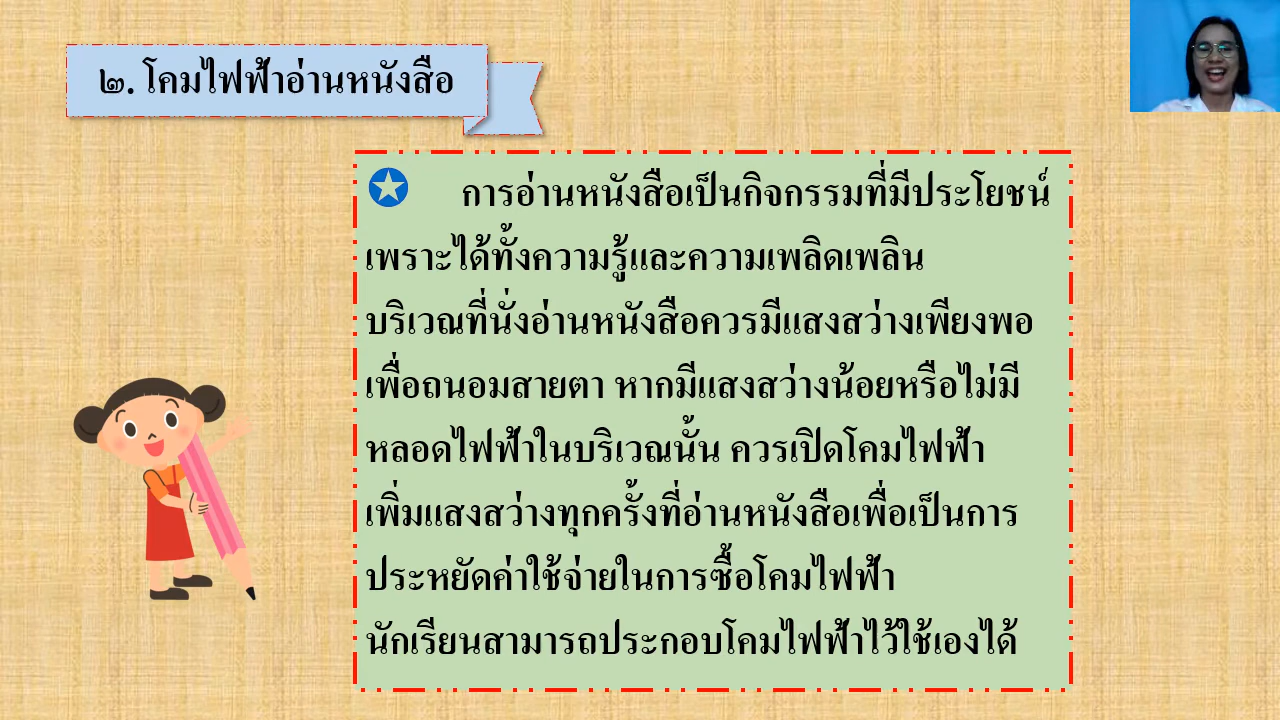 ๒. โคมไฟฟ้าอ่านหนังสือ
การอ่านหนังสือเป็นกิจกรรมที่มีประโยชน์
เพราะได้ทั้งความรู้และความเพลิดเพลิน
บริเวณที่นั่งอ่านหนังสือควรมีแสงสว่างเพียงพอ
เพื่อถนอมสายตา หากมีแสงสว่างน้อยหรือไม่มี
หลอดไฟฟ้าในบริเวณนั้น ควรเปิดโคมไฟฟ้า
เพิ่มแสงสว่างทุกครั้งที่อ่านหนังสือเพื่อเป็นการ
ประหยัดค่าใช้จ่ายในการซื้อโคมไฟฟ้า
นักเรียนสามารถประกอบโคมไฟฟ้าไว้ใช้เองได้